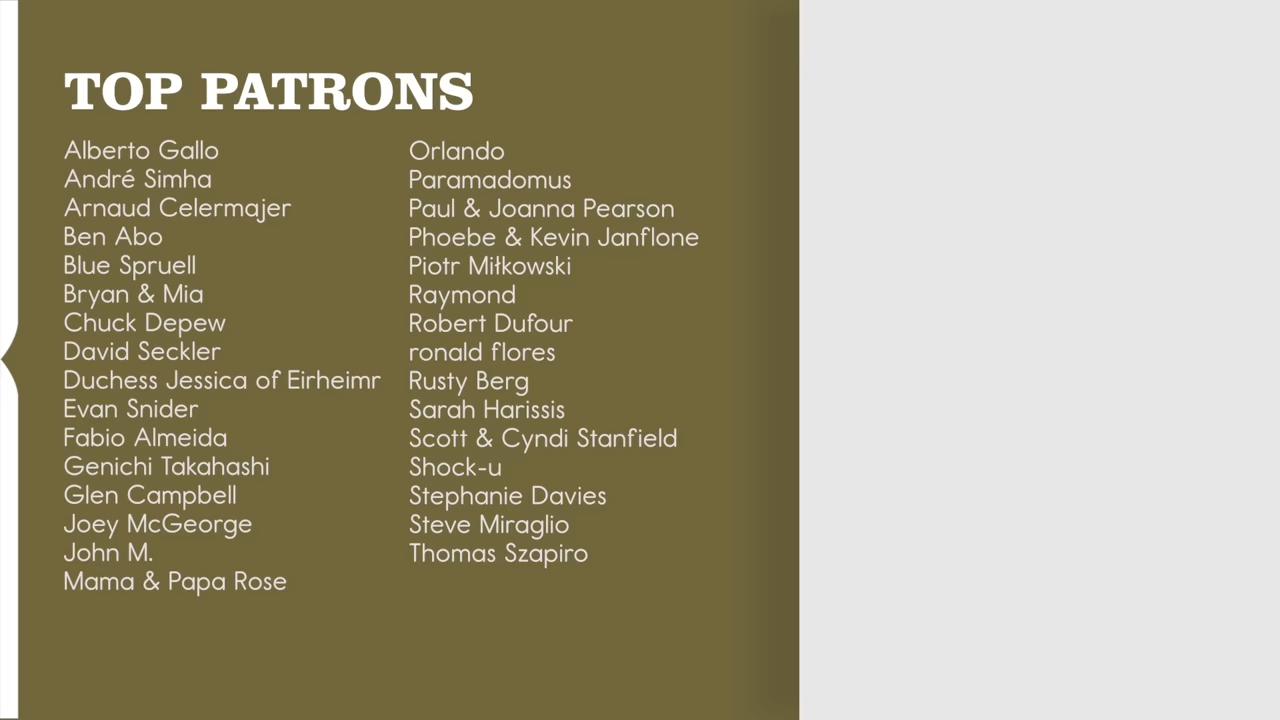 TOP PATRONS
Alberto Gallo
André Simha
Arnaud Celermajer
Ben Abo
Blue Spruell
Bryan & Mia
Chuck Depew
David Seckler
Duchess Jessica of Eirheimr
Evan Snider
Fabio Almeida
Genichi Takahashi
Glen Campbell
Joey McGeorge
John M.
Mama & Papa Rose
Orlando
Paramadomus
Paul & Joanna Pearson
Phoebe & Kevin Janflone
Piotr Miłkowski
Raymond
Robert Dufour
ronald flores
Rusty Berg
Sarah Harissis
Scott & Cyndi Stanfield
Shock-u
Stephanie Davies
Steve Miraglio
Thomas Szapiro